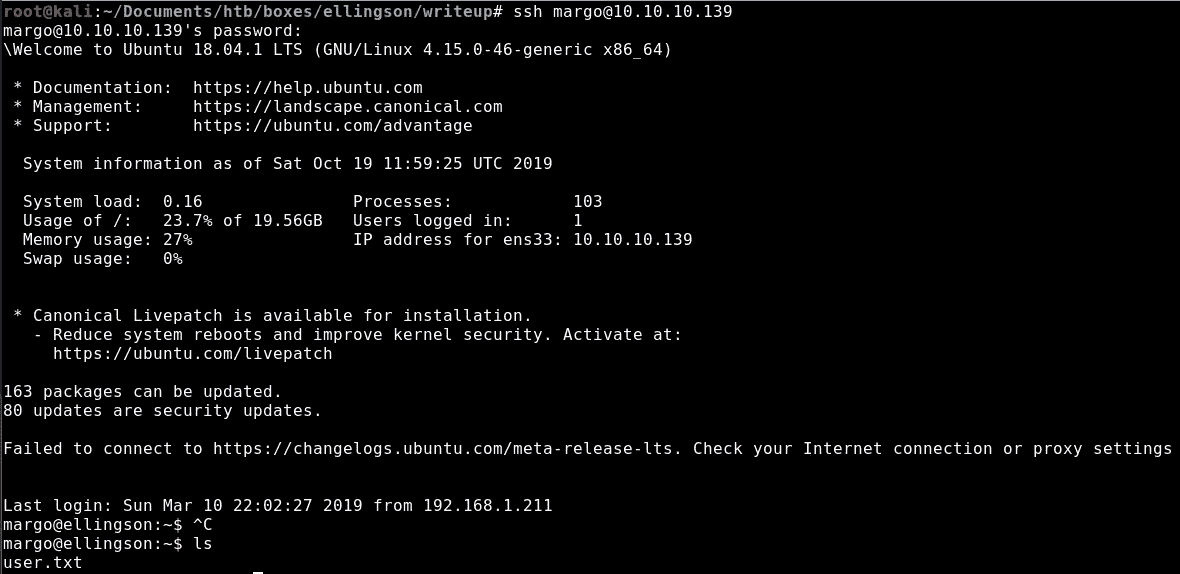 root@kali:~/Documents/htb/boxes/ellingson/writeup# ssh margo@10.10.10.139
margo@10.10.10.139's password:
\Welcome to Ubuntu 18.04.1 LTS (GNU/Linux 4.15.0-46-generic x86_64)
* Documentation:  https://help.ubuntu.com
* Management:     https://landscape.canonical.com
* Support:        https://ubuntu.com/advantage
System information as of Sat Oct 19 11:59:25 UTC 2019
System load:  0.16               Processes:            103
Usage of /:   23.7% of 19.56GB   Users logged in:      1
Memory usage: 27%                IP address for ens33: 10.10.10.139
Swap usage:   0%
* Canonical Livepatch is available for installation.
- Reduce system reboots and improve kernel security. Activate at:
https://ubuntu.com/livepatch
163 packages can be updated.
80 updates are security updates.
Failed to connect to https://changelogs.ubuntu.com/meta-release-lts. Check your Internet connection or proxy settings
Last login: Sun Mar 10 22:02:27 2019 from 192.168.1.211
margo@ellingson:~$ ^C
margo@ellingson:~$ ls
user.txt